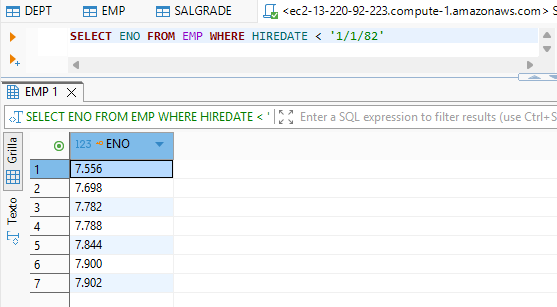 DEPT EMP SALGRADE <ec2-13-220-92-223.compute-1.amazonaws.com> S
SELECT ENO FROM EMP WHERE HIREDATE < '1/1/82'
EMP 1
SELECT ENO FROM EMP WHERE HIREDATE < ' Enter a SQL expression to filter results (use Ctrl+S
Grilla
Texto
123 ENO
1 7.556
2 7.698
3 7.782
4 7.788
5 7.844
6 7.900
7 7.902